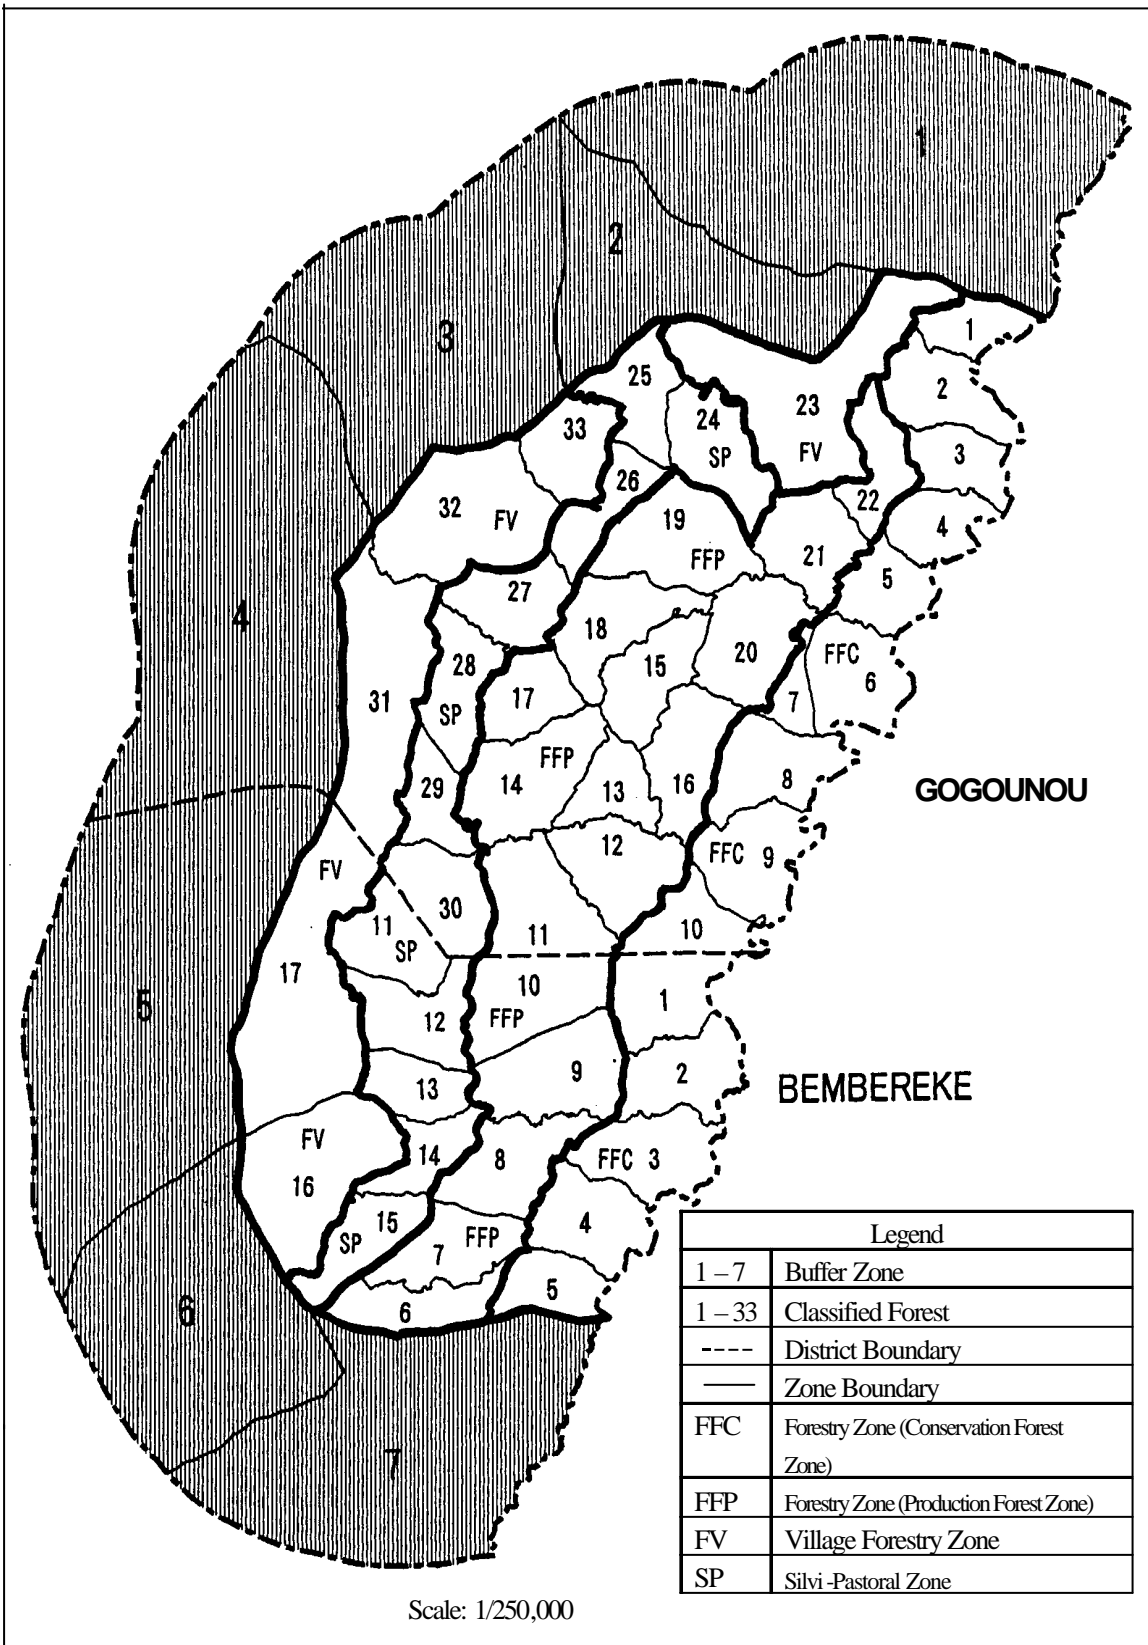 1
2
3
1
25
2
24
23
33
SP
FV
3
26
22
32
FV
19
4
FFP
21
5
27
4
18
28
15
20
FFC
6
31
17
7
SP
FFP
14
13
16
8
29
GOGOUNOU
12
FV
FFC 9
30
11
SP
11
10
17
10
1
5
12
FFP
9
2
13
BEMBEREKE
FV
14
8
FFC 3
16
15
4
SP
7
FFP
5
6
6
7
Legend
1 – 7 Buffer Zone
1 – 33 Classified Forest
---- District Boundary
—— Zone Boundary
FFC Forestry Zone (Conservation Forest
Zone)
FFP Forestry Zone (Production Forest Zone)
FV Village Forestry Zone
SP Silvi -Pastoral Zone
Scale: 1/250,000